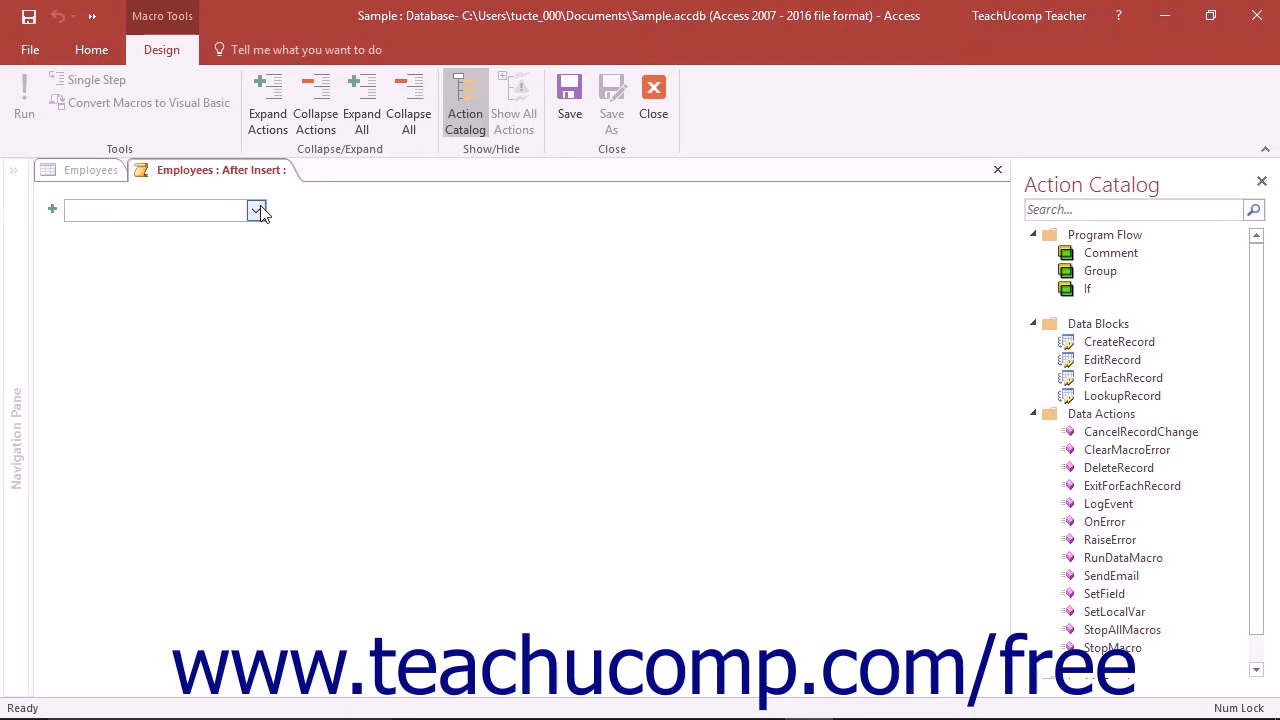 Macro Tools
Sample : Database- C:\Users\tucte_000\Documents\Sample.accdb (Access 2007 - 2016 file format) - Access
TeachUcomp Teacher
?
File
Home
Design
Tell me what you want to do
Run
Single Step
Convert Macros to Visual Basic
Tools
Expand Actions
Collapse Actions
Expand All
Collapse All
Collapse/Expand
Action Catalog
Show All Actions
Show/Hide
Save
Save As
Close
Close
Employees
Employees : After Insert :
Navigation Pane
Action Catalog
Search...
Program Flow
Comment
Group
If
Data Blocks
CreateRecord
EditRecord
ForEachRecord
LookupRecord
Data Actions
CancelRecordChange
ClearMacroError
DeleteRecord
ExitForEachRecord
LogEvent
OnError
RaiseError
RunDataMacro
SendEmail
SetField
SetLocalVar
StopAllMacros
StopMacro
www.teachucomp.com/free
Ready
Num Lock